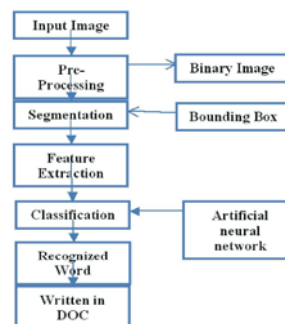 Input Image
Pre-
Processing
Binary Image
Segmentation
Bounding Box
Feature
Extraction
Classification
Artificial
neural
network
Recognized
Word
Written in
DOC